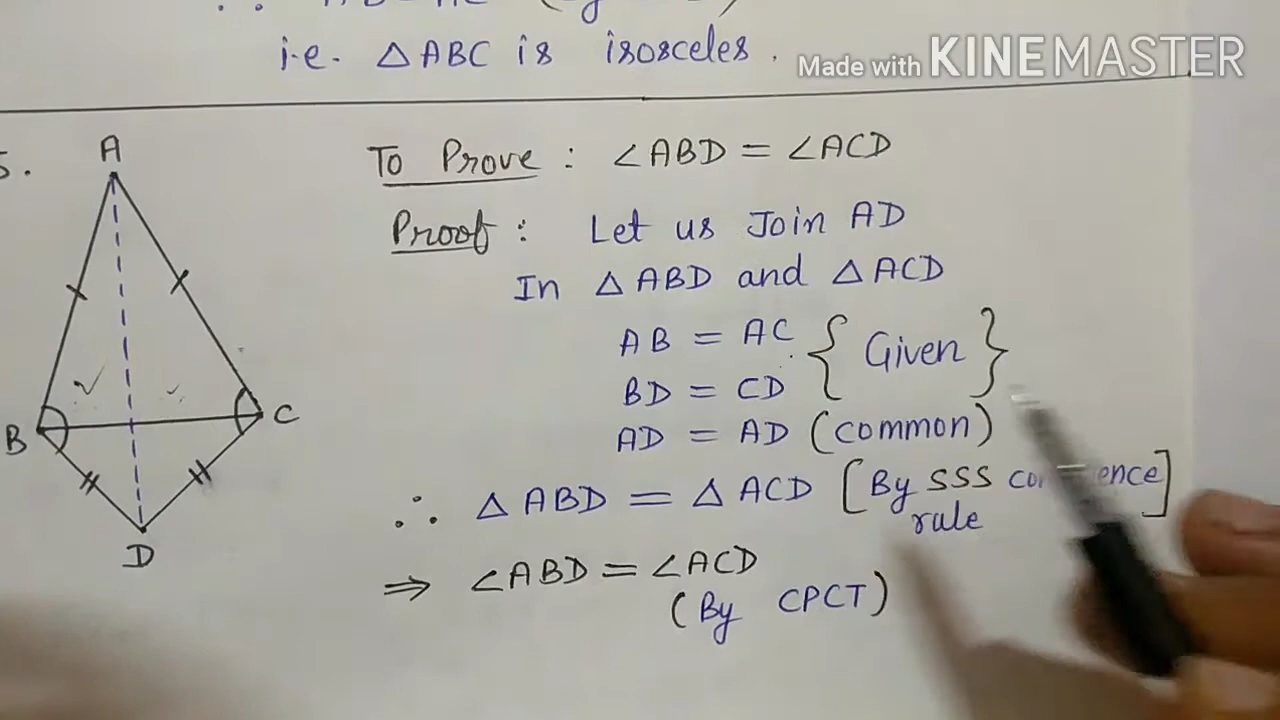 i.e. △ABC is isosceles.
Made with KINEMASTER
5.
A
B
C
D
To Prove : ∠ABD = ∠ACD
Proof : Let us Join AD
In △ABD and △ACD
AB = AC { Given }
BD = CD
AD = AD (common)
∴ △ABD = △ACD [By SSS
rule]
⇒ ∠ABD = ∠ACD
(By CPCT)